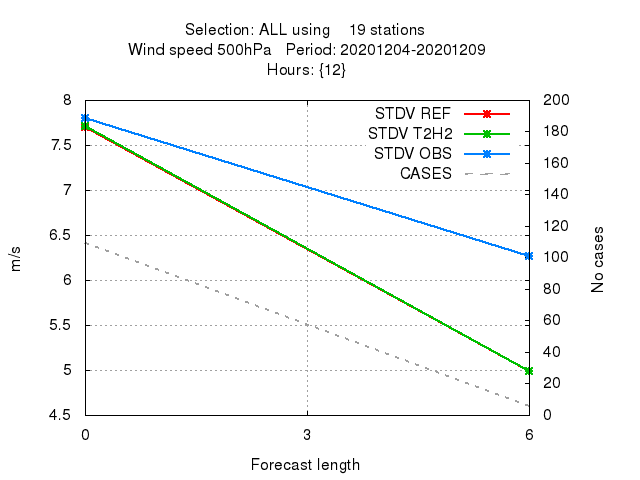 Selection: ALL using 19 stations
Wind speed 500hPa Period: 20201204-20201209
Hours: {12}
8
7.5
7
6.5
6
5.5
5
4.5
200
180
160
140
120
100
80
60
40
20
0
STDV REF
STDV T2H2
STDV OBS
CASES
m/s
No cases
0 3 6
Forecast length